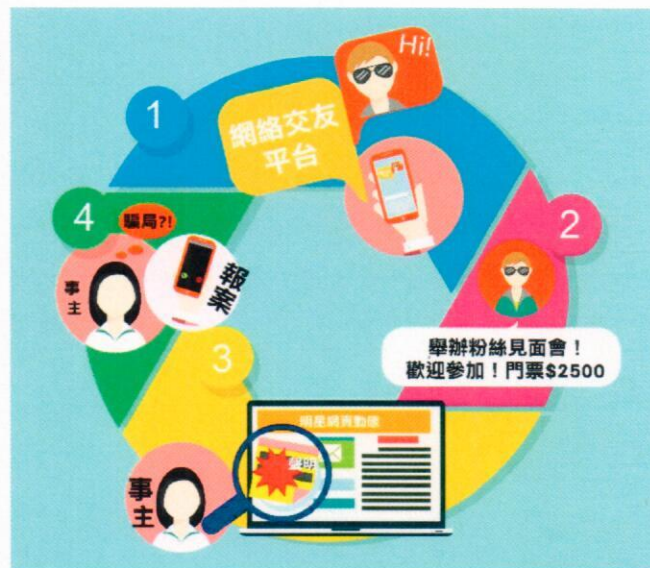 1
Hi!
網絡交友
平台
2
舉辦粉絲見面會！
歡迎參加！門票$2500
3
明星網頁動態
聲明
事主
4
騙局?!
事主
報案